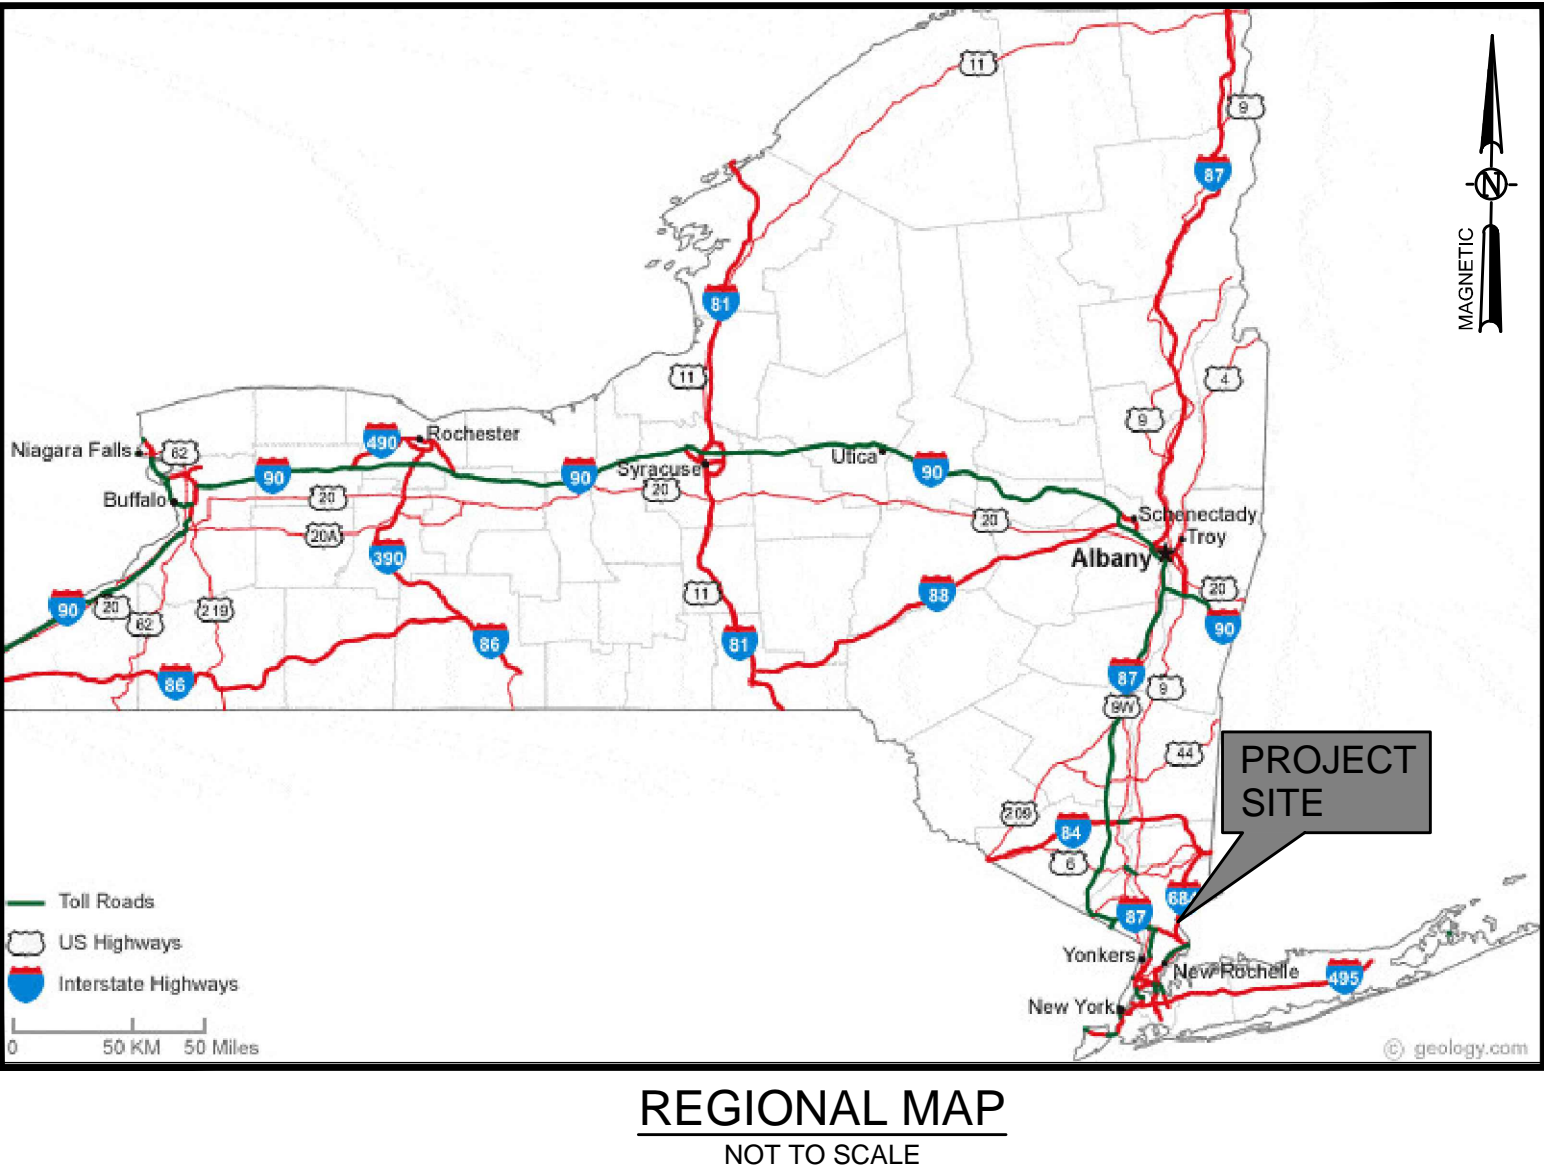 11
9
87
N
MAGNETIC
81
11
4
9
Niagara Falls
62
490
Rochester
90
90
Syracuse
Utica
90
Buffalo
20
20
20
Schenectady
20A
Troy
390
Albany
90
20
62
219
11
88
20
90
86
81
86
87
9
9W
44
PROJECT
SITE
209
84
6
684
87
Toll Roads
US Highways
Interstate Highways
Yonkers
New Rochelle
495
New York
0
50 KM
50 Miles
© geology.com
REGIONAL MAP
NOT TO SCALE